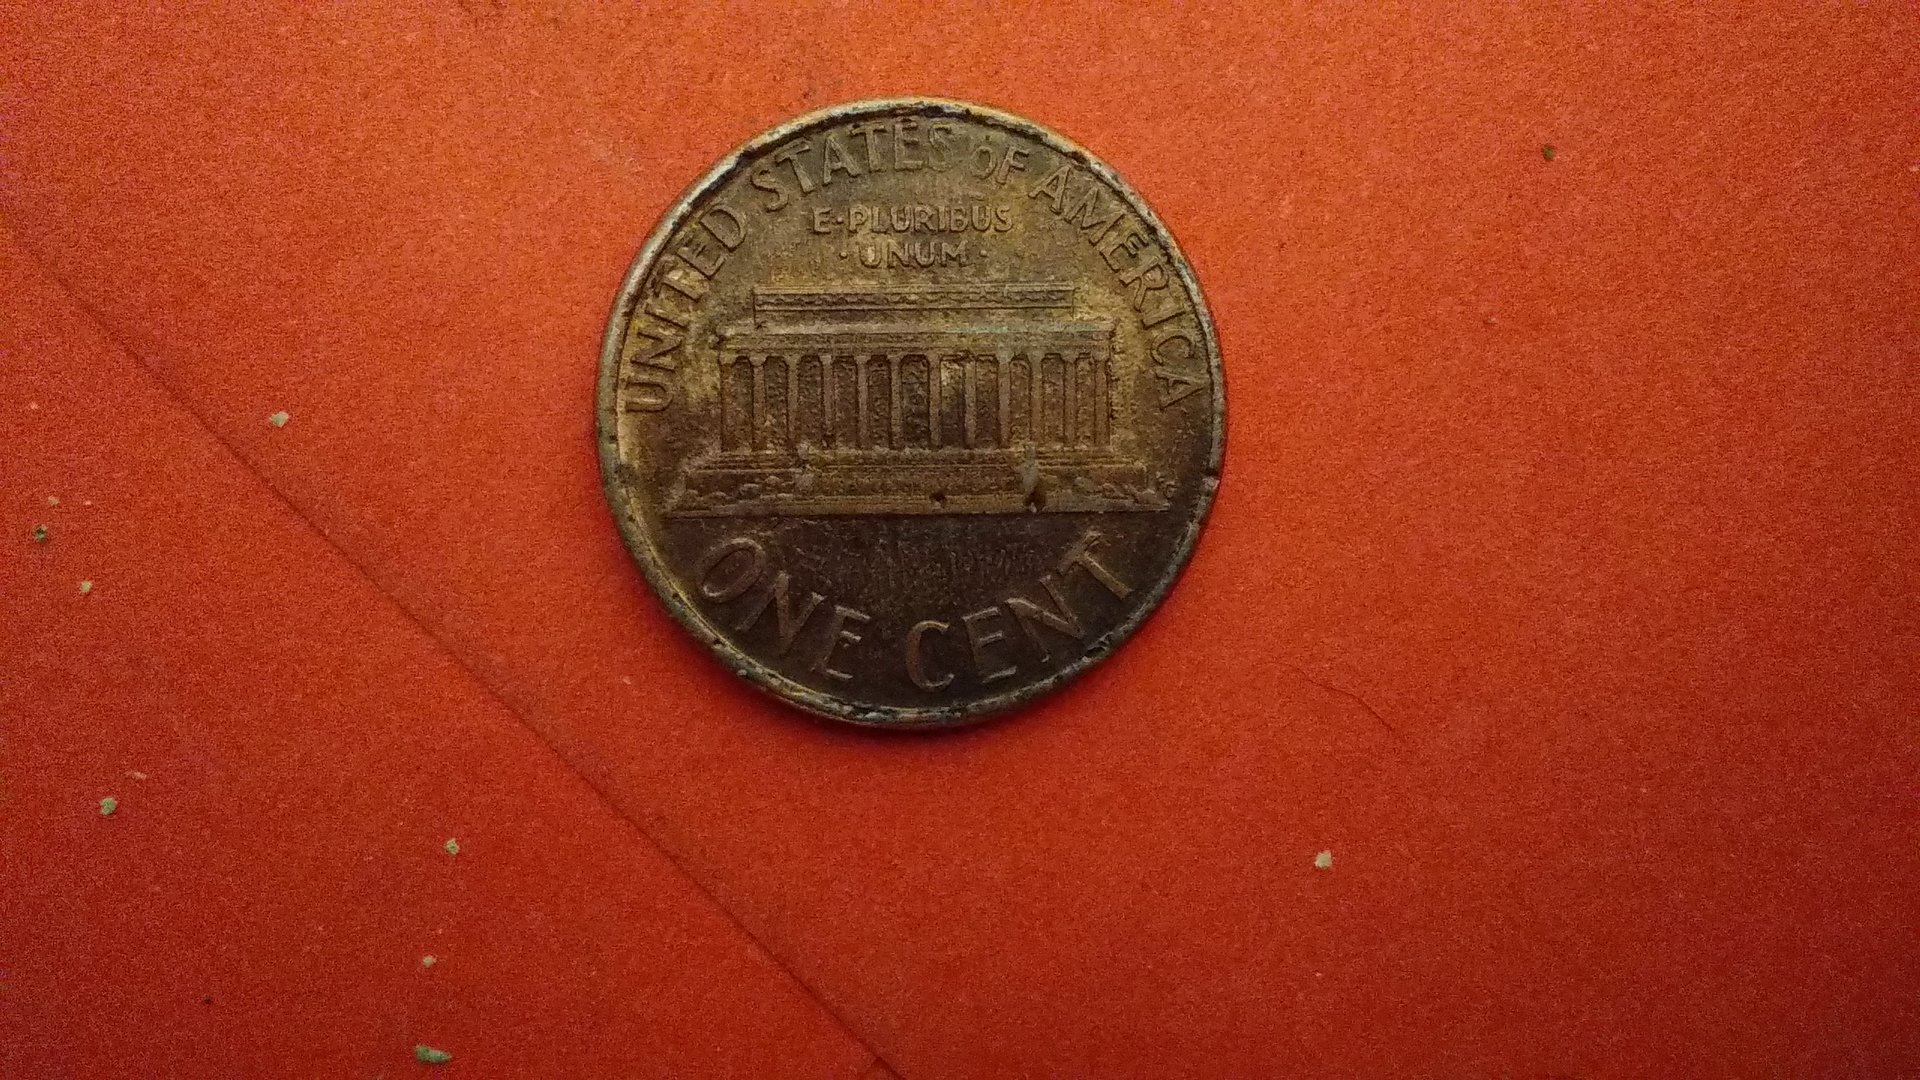 UNITED STATES OF AMERICA
E·PLURIBUS
·UNUM·
ONE CENT